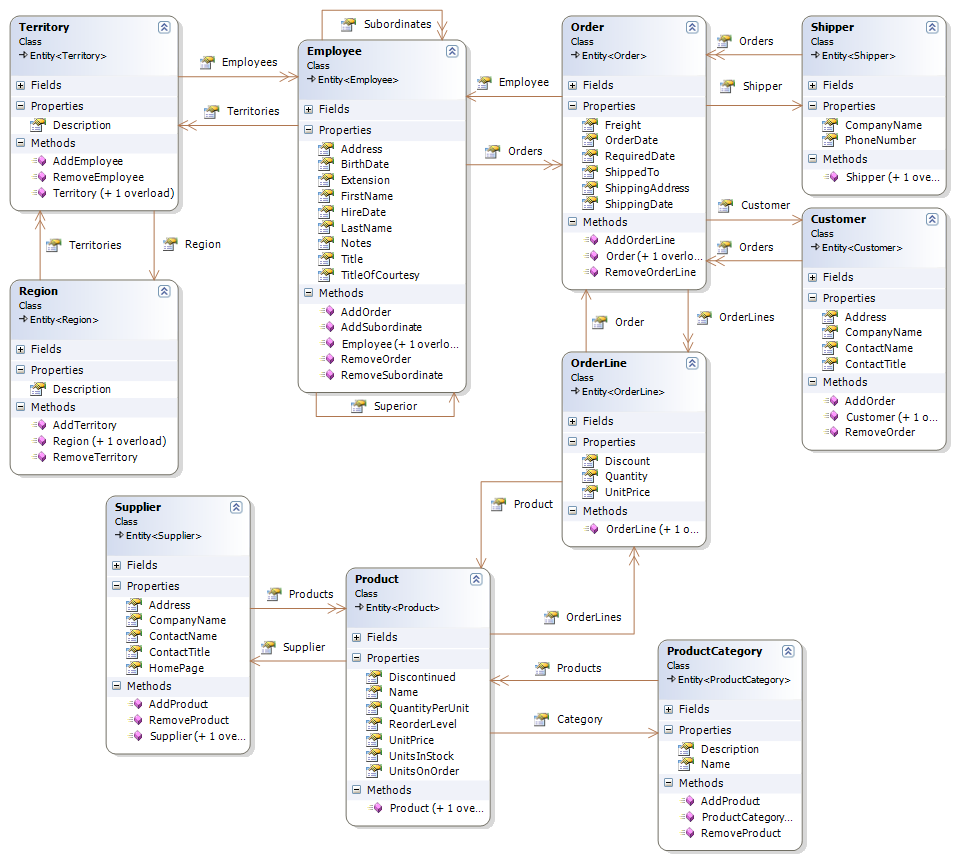 Territory
Class
Entity<Territory>
Fields
Properties
Description
Methods
AddEmployee
RemoveEmployee
Territory (+ 1 overload)
Employees
Territories
Subordinates
Employee
Class
Entity<Employee>
Fields
Properties
Address
BirthDate
Extension
FirstName
HireDate
LastName
Notes
Title
TitleOfCourtesy
Methods
AddOrder
AddSubordinate
Employee (+ 1 overlo...
RemoveOrder
RemoveSubordinate
Superior
Employee
Orders
Order
Class
Entity<Order>
Fields
Properties
Freight
OrderDate
RequiredDate
ShippedTo
ShippingAddress
ShippingDate
Methods
AddOrderLine
Order (+ 1 overlo...
RemoveOrderLine
Orders
Shipper
Shipper
Class
Entity<Shipper>
Fields
Properties
CompanyName
PhoneNumber
Methods
Shipper (+ 1 ove...
Customer
Orders
Customer
Class
Entity<Customer>
Fields
Properties
Address
CompanyName
ContactName
ContactTitle
Methods
AddOrder
Customer (+ 1 o...
RemoveOrder
Territories
Region
Region
Class
Entity<Region>
Fields
Properties
Description
Methods
AddTerritory
Region (+ 1 overload)
RemoveTerritory
Order
OrderLines
OrderLine
Class
Entity<OrderLine>
Fields
Properties
Discount
Quantity
UnitPrice
Methods
OrderLine (+ 1 o...
Product
OrderLines
Supplier
Class
Entity<Supplier>
Fields
Properties
Address
CompanyName
ContactName
ContactTitle
HomePage
Methods
AddProduct
RemoveProduct
Supplier (+ 1 ove...
Products
Supplier
Product
Class
Entity<Product>
Fields
Properties
Discontinued
Name
QuantityPerUnit
ReorderLevel
UnitPrice
UnitsInStock
UnitsOnOrder
Methods
Product (+ 1 ove...
Products
Category
ProductCategory
Class
Entity<ProductCategory>
Fields
Properties
Description
Name
Methods
AddProduct
ProductCategory...
RemoveProduct